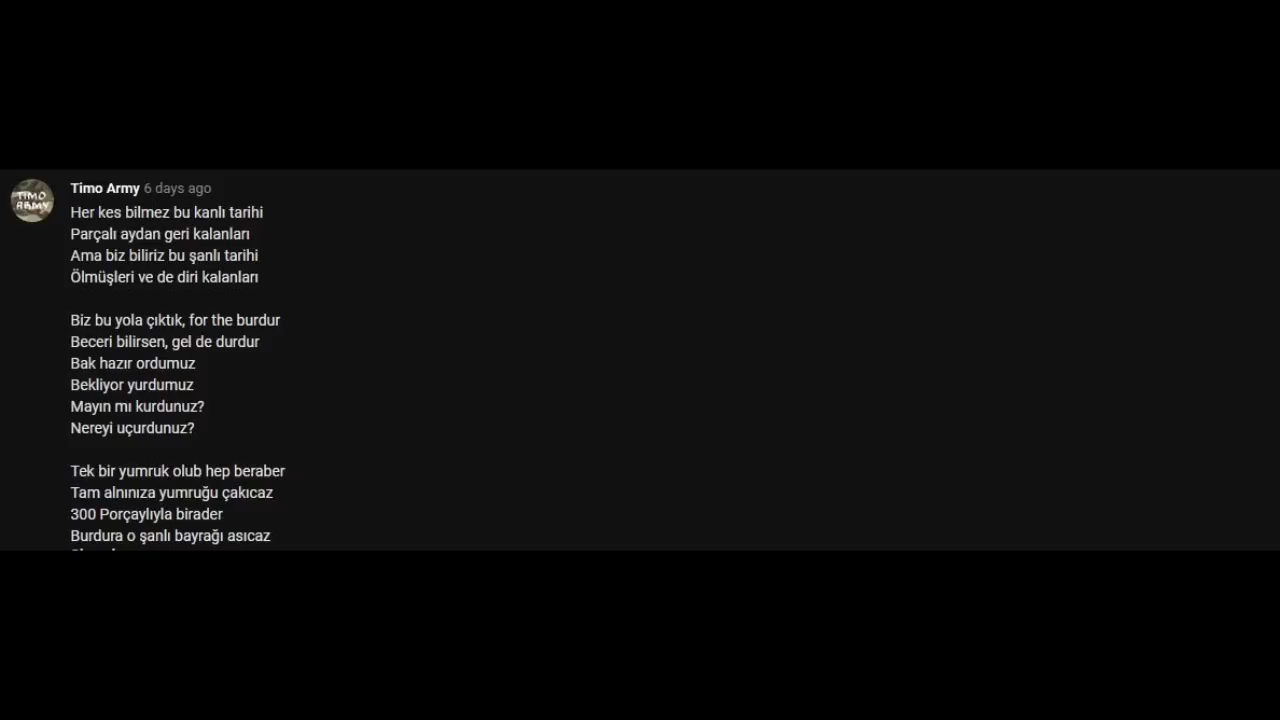 TIMO
ARMY
Timo Army 6 days ago
Her kes bilmez bu kanlı tarihi
Parçalı aydan geri kalanları
Ama biz biliriz bu şanlı tarihi
Ölmüşleri ve de diri kalanları
Biz bu yola çıktık, for the burdur
Beceri bilirsen, gel de durdur
Bak hazır ordumuz
Bekliyor yurdumuz
Mayın mı kurdunuz?
Nereyi uçurdunuz?
Tek bir yumruk olub hep beraber
Tam alnınıza yumruğu çakıcaz
300 Porçaylıyla birader
Burdura o şanlı bayrağı asıcaz